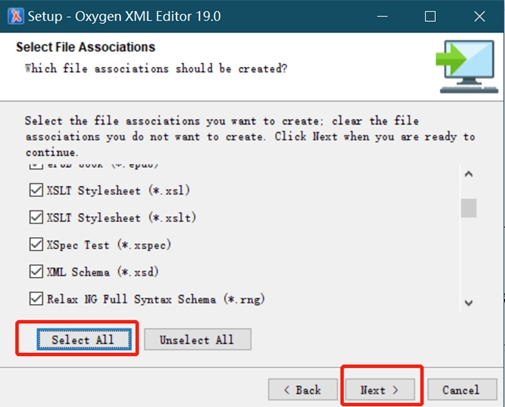 Setup - Oxygen XML Editor 19.0
Select File Associations
Which file associations should be created?
Select the file associations you want to create; clear the file
associations you do not want to create. Click Next when you are ready to
continue.
ePub Book (*.epub)
XSLT Stylesheet (*.xsl)
XSLT Stylesheet (*.xslt)
XSpec Test (*.xspec)
XML Schema (*.xsd)
Relax NG Full Syntax Schema (*.rng)
Select All
Unselect All
< Back
Next >
Cancel